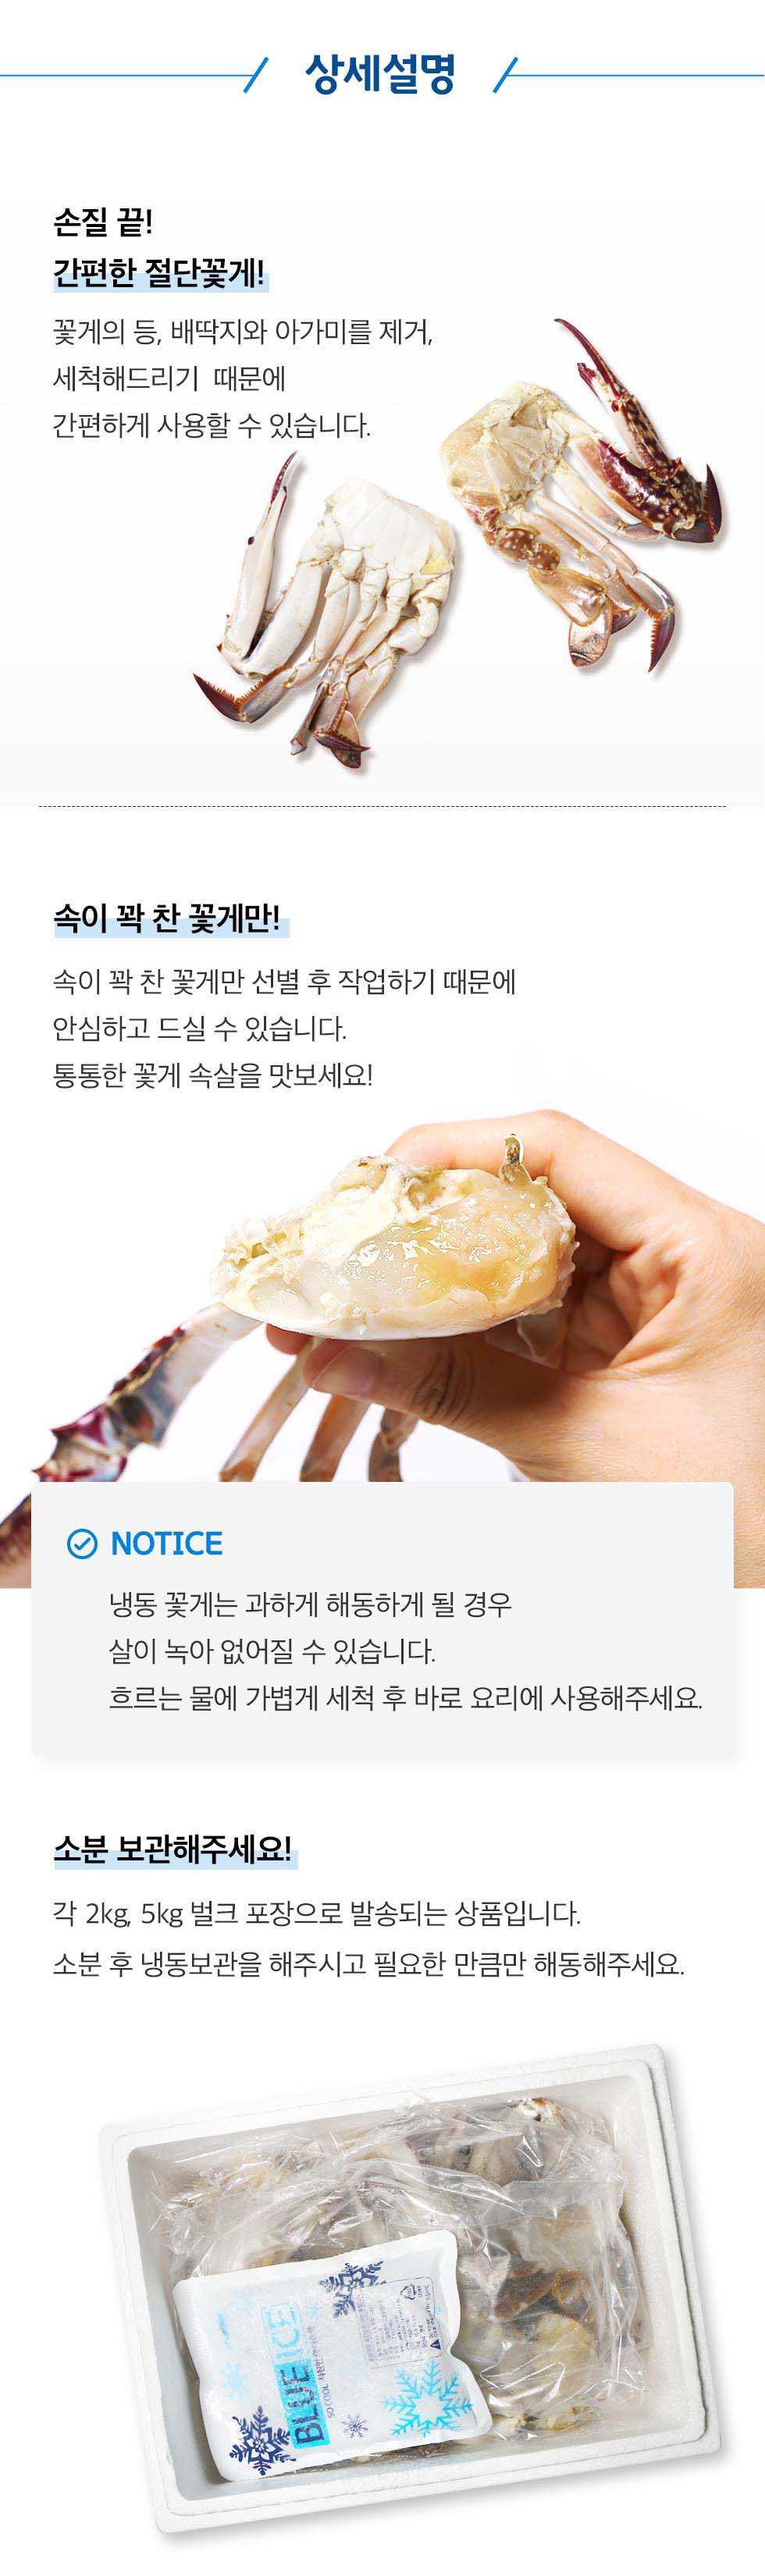 상세설명
손질 끝!
간편한 절단꽃게!
꽃게의 등, 배딱지와 아가미를 제거,
세척해드리기 때문에
간편하게 사용할 수 있습니다.
속이 꽉 찬 꽃게만!
속이 꽉 찬 꽃게만 선별 후 작업하기 때문에
안심하고 드실 수 있습니다.
통통한 꽃게 속살을 맛보세요!
NOTICE
냉동 꽃게는 과하게 해동하게 될 경우
살이 녹아 없어질 수 있습니다.
흐르는 물에 가볍게 세척 후 바로 요리에 사용해주세요.
소분 보관해주세요!
각 2kg, 5kg 벌크 포장으로 발송되는 상품입니다.
소분 후 냉동보관을 해주시고 필요한 만큼만 해동해주세요.
BLUE ICE
SO COOL